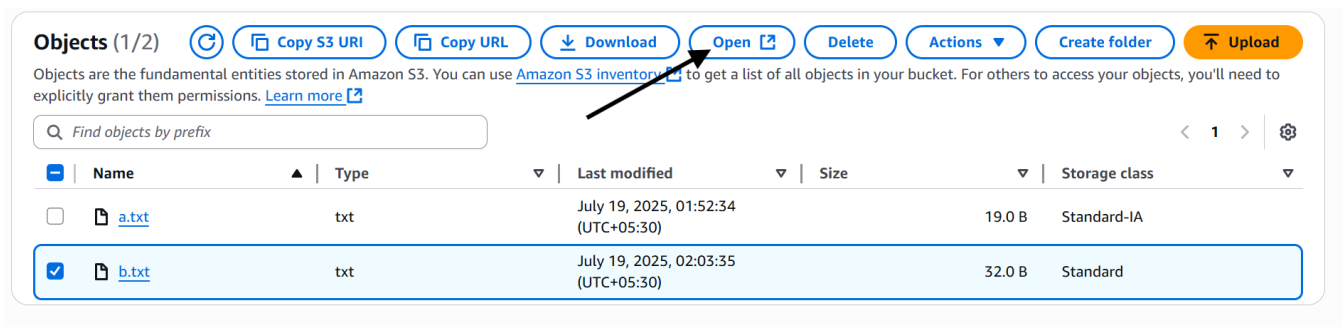 Objects (1/2) Copy S3 URI Copy URL Download Open Delete Actions Create folder Upload
Objects are the fundamental entities stored in Amazon S3. You can use Amazon S3 inventory to get a list of all objects in your bucket. For others to access your objects, you'll need to
explicitly grant them permissions. Learn more
Find objects by prefix 1
Name Type Last modified Size Storage class
a.txt txt July 19, 2025, 01:52:34 (UTC+05:30) 19.0 B Standard-IA
b.txt txt July 19, 2025, 02:03:35 (UTC+05:30) 32.0 B Standard